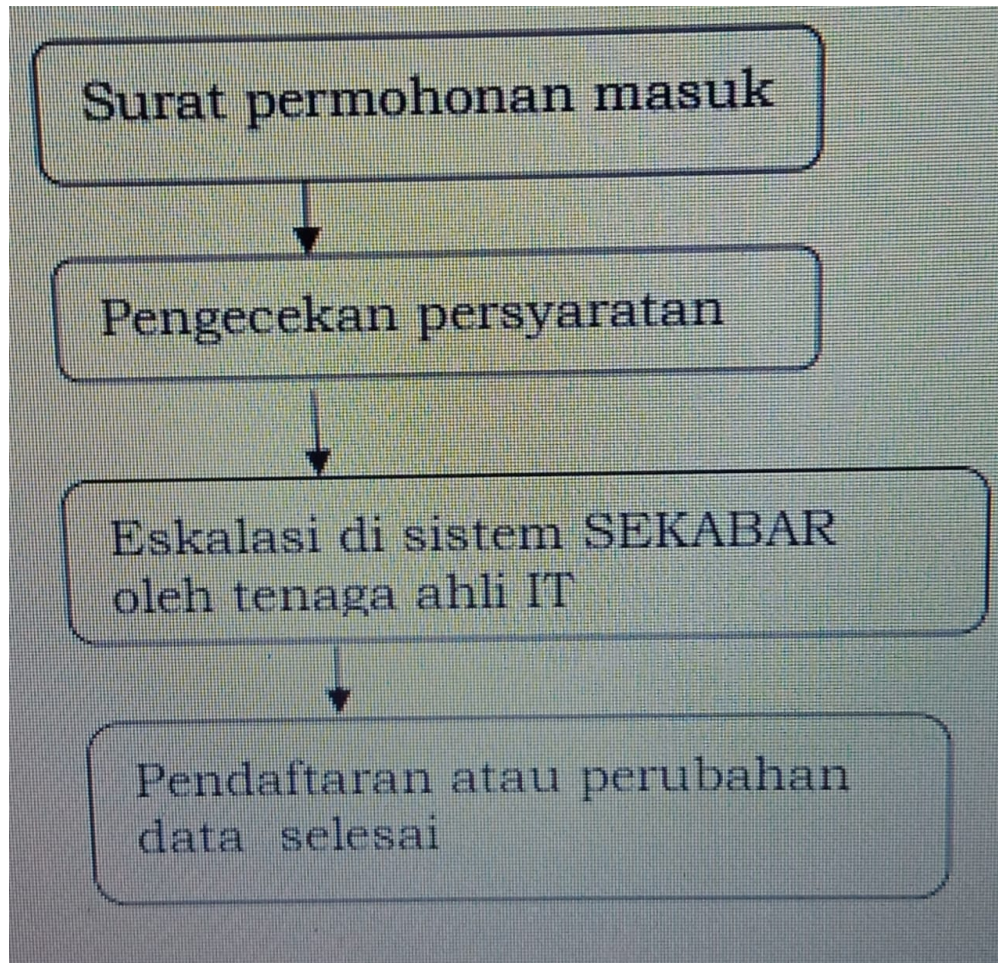 Surat permohonan masuk
Pengecekan persyaratan
Eskalasi di sistem SEKABAR
oleh tenaga ahli IT
Pendaftaran atau perubahan
data selesai